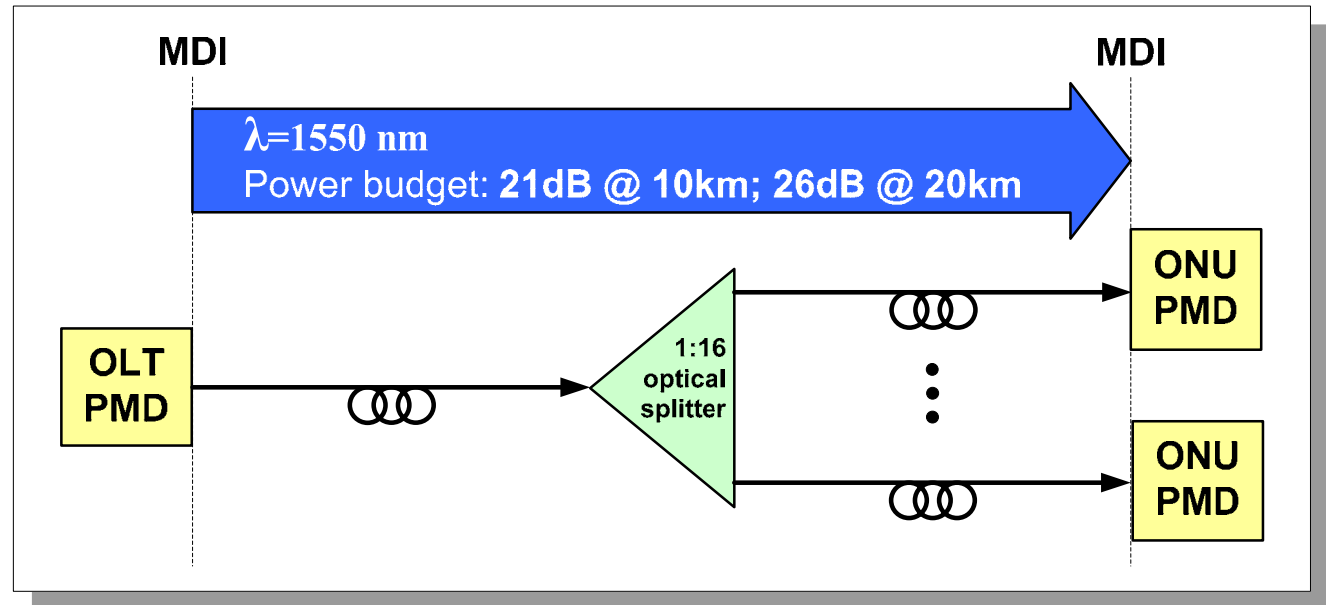 MDI
MDI
λ=1550 nm
Power budget: 21dB @ 10km; 26dB @ 20km
ONU
PMD
OLT
PMD
1:16
optical
splitter
ONU
PMD